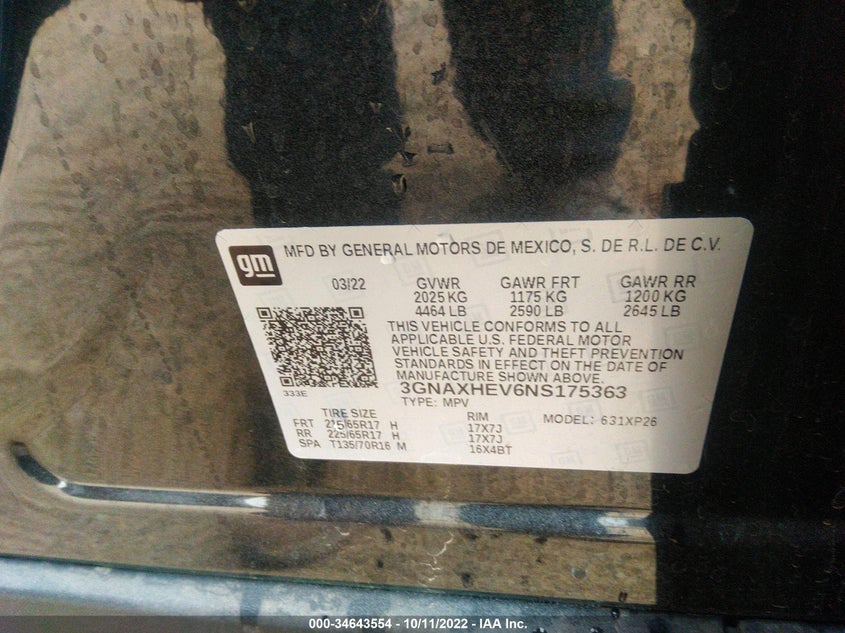 gm MFD BY GENERAL MOTORS DE MEXICO, S. DE R.L. DE C.V.
03/22 GVWR GAWR FRT GAWR RR
2025 KG 1175 KG 1200 KG
4464 LB 2590 LB 2645 LB
THIS VEHICLE CONFORMS TO ALL
APPLICABLE U.S. FEDERAL MOTOR
VEHICLE SAFETY AND THEFT PREVENTION
STANDARDS IN EFFECT ON THE DATE OF
MANUFACTURE SHOWN ABOVE.
333E 3GNAXHEV6NS175363
TYPE: MPV
TIRE SIZE RIM MODEL: 631XP26
FRT 225/65R17 H 17X7J
RR 225/65R17 H 17X7J
SPA T135/70R16 M 16X4BT
000-34643554 - 10/11/2022 - IAA Inc.